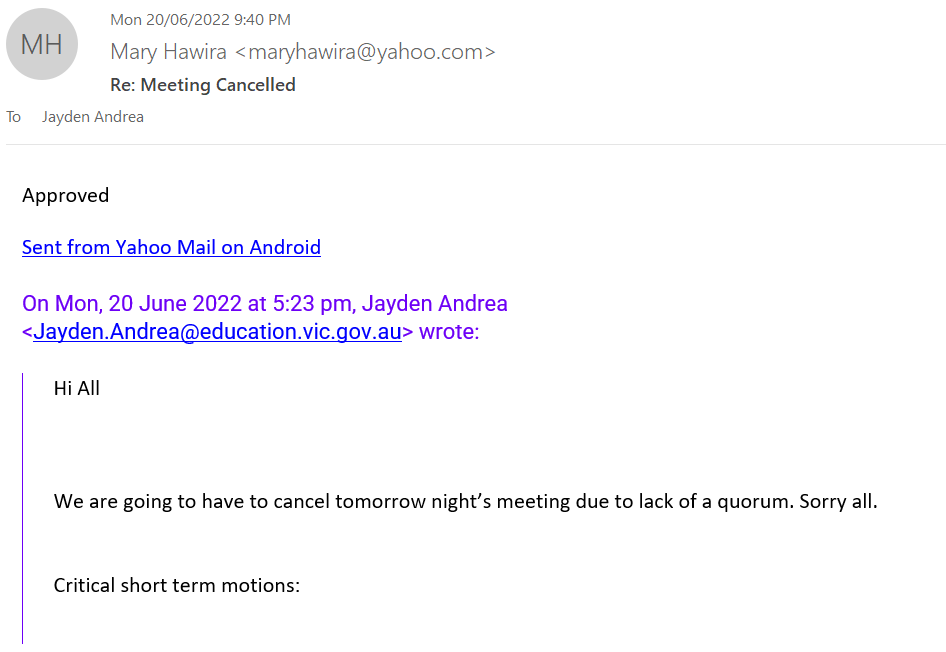 MH
Mon 20/06/2022 9:40 PM
Mary Hawira <maryhawira@yahoo.com>
Re: Meeting Cancelled
To Jayden Andrea
Approved
Sent from Yahoo Mail on Android
On Mon, 20 June 2022 at 5:23 pm, Jayden Andrea
<Jayden.Andrea@education.vic.gov.au> wrote:
Hi All
We are going to have to cancel tomorrow night’s meeting due to lack of a quorum. Sorry all.
Critical short term motions: